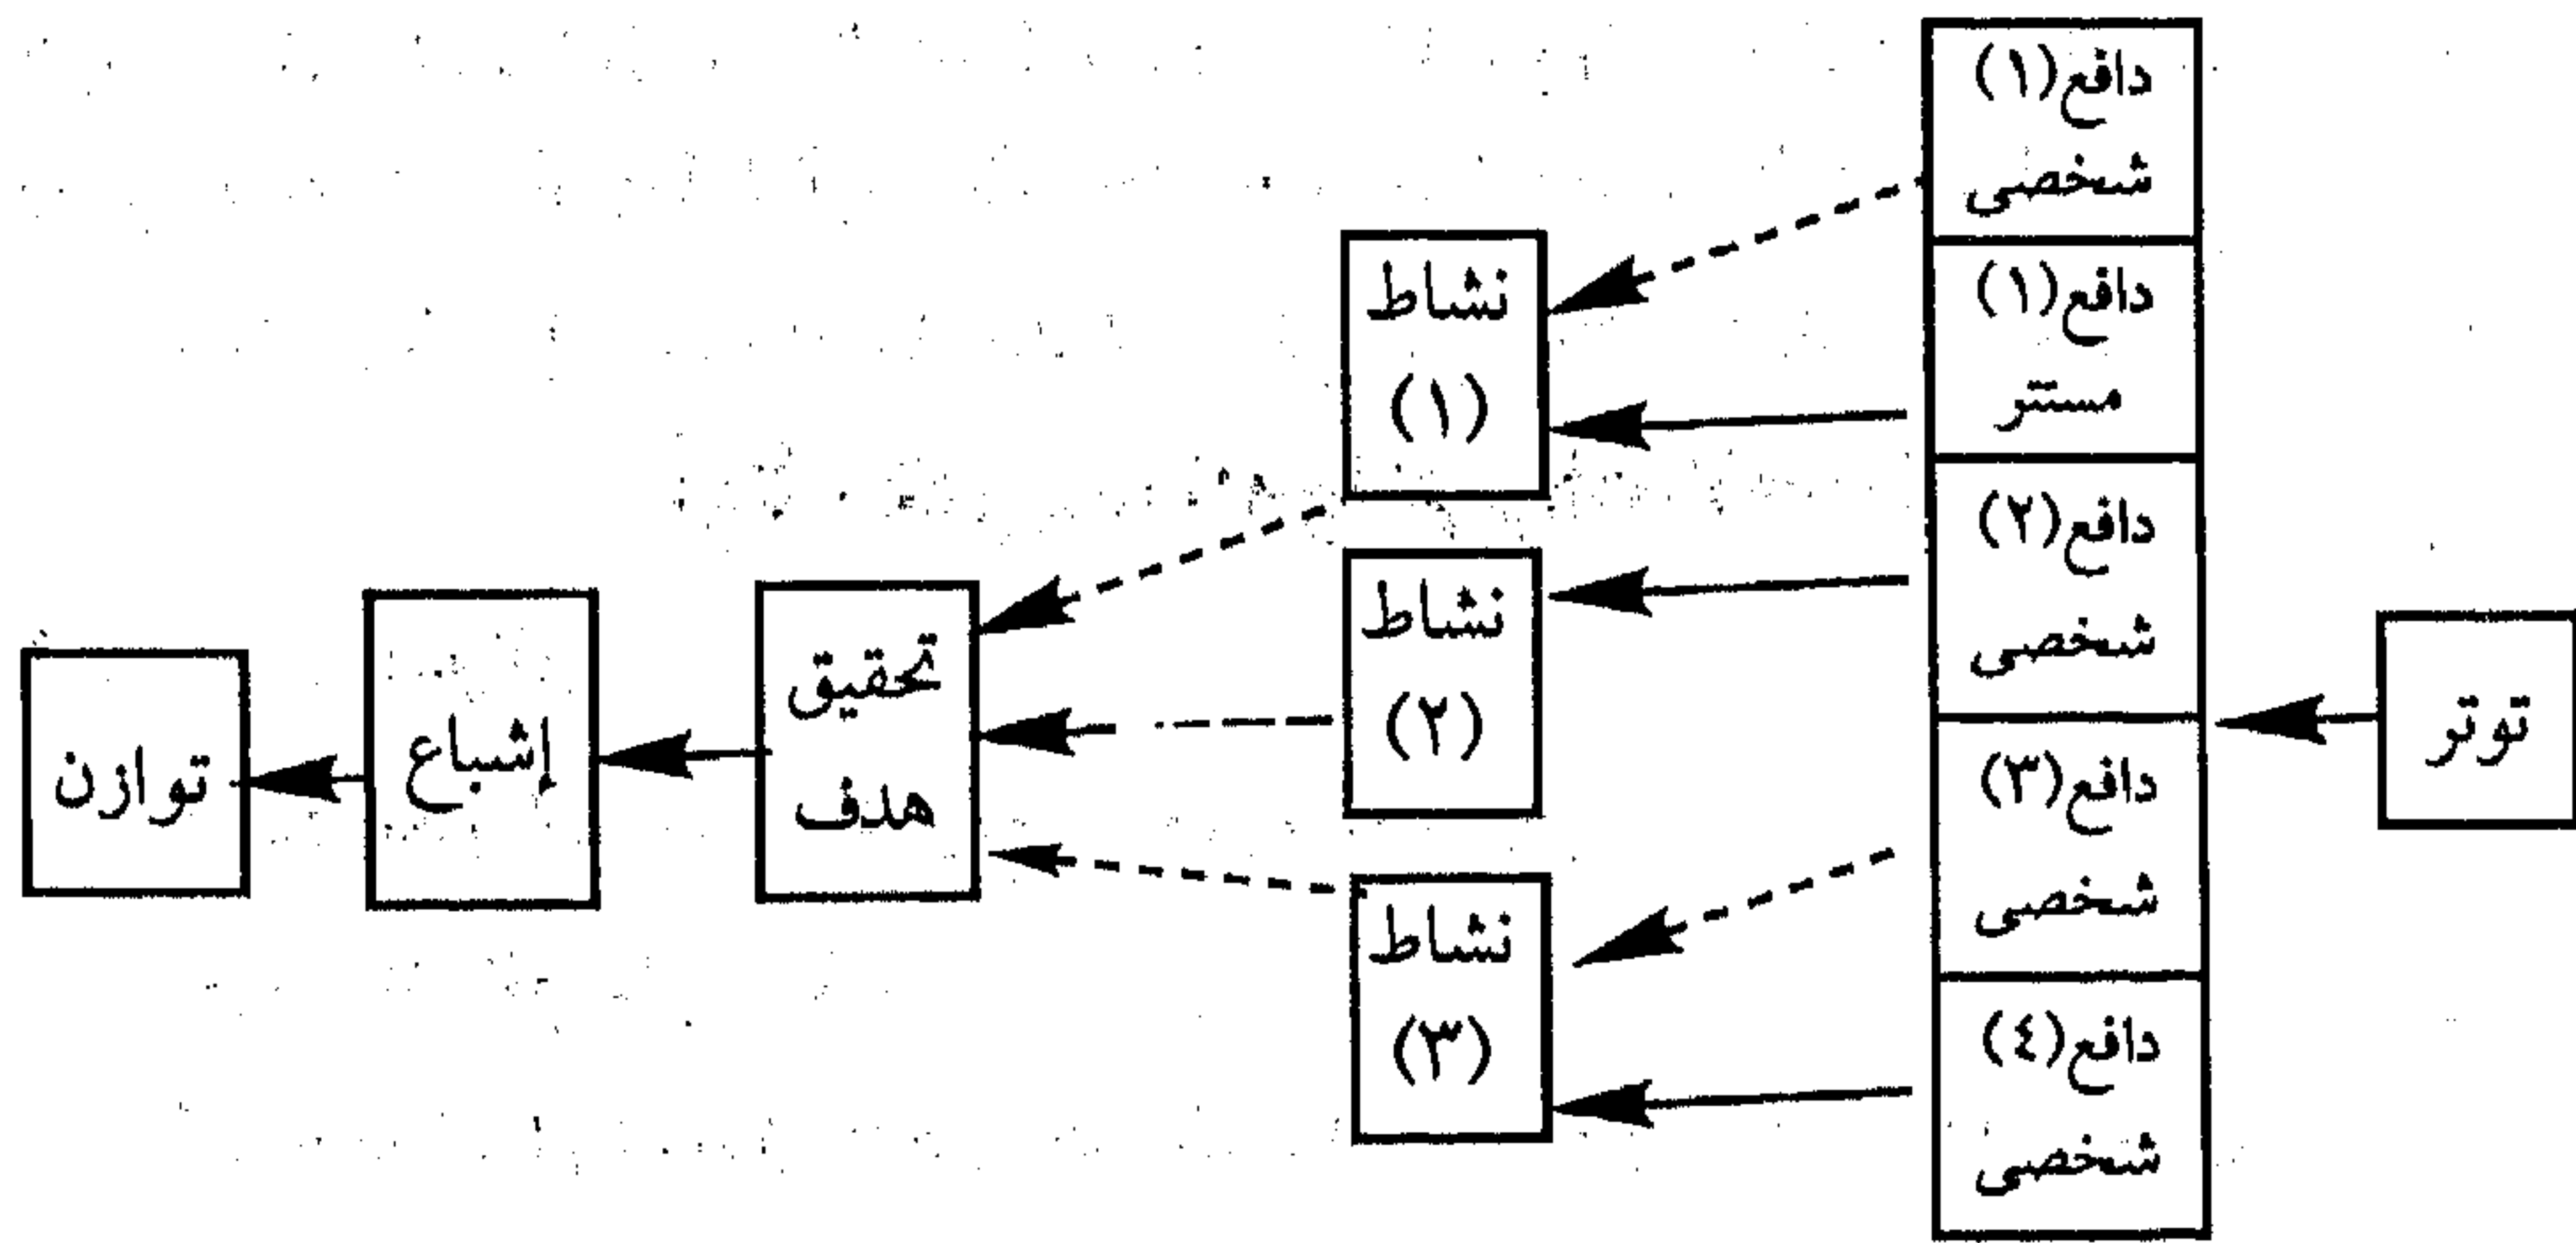 توتر
دافع (١)
شخصى
دافع (١)
مستتر
دافع (٢)
شخصى
دافع (٣)
شخصى
دافع (٤)
شخصى
نشاط
(١)
نشاط
(٢)
نشاط
(٣)
تحقيق
هدف
إشباع
توازن